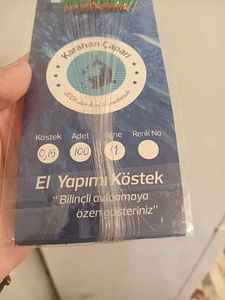 Karahan Çapari
Köstek Adet İğne Renk No
0,15 100 11
El Yapımı Köstek
"Bilinçli avlanmaya
özen gösteriniz"